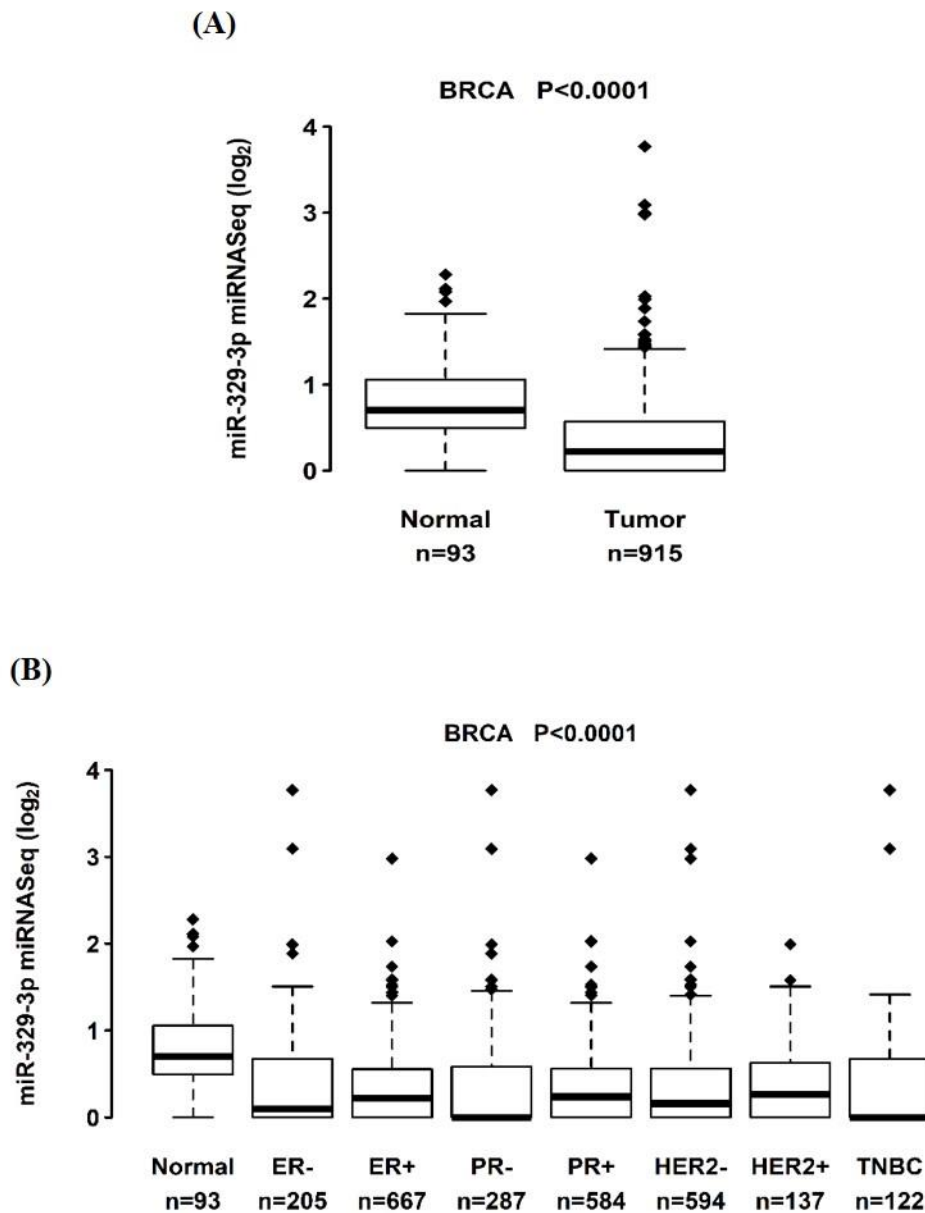 (A)
BRCA P<0.0001
miR-329-3p miRNASeq (log₂)
4
3
2
1
0
Normal Tumor
n=93 n=915
(B)
BRCA P<0.0001
miR-329-3p miRNASeq (log₂)
4
3
2
1
0
Normal ER- ER+ PR- PR+ HER2- HER2+ TNBC
n=93 n=205 n=667 n=287 n=584 n=594 n=137 n=122